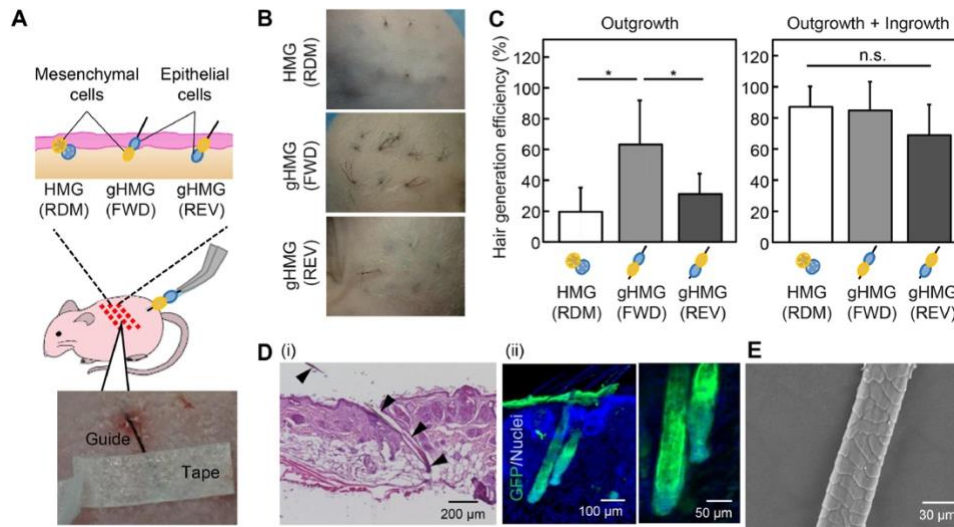 A
Mesenchymal
cells
Epithelial
cells
HMG
(RDM)
gHMG
(FWD)
gHMG
(REV)
Guide
Tape
B
HMG
(RDM)
gHMG
(FWD)
gHMG
(REV)
C
Outgrowth
Outgrowth + Ingrowth
Hair generation efficiency (%)
120
100
80
60
40
20
0
*
*
HMG
(RDM)
gHMG
(FWD)
gHMG
(REV)
120
100
80
60
40
20
0
n.s.
HMG
(RDM)
gHMG
(FWD)
gHMG
(REV)
D (i)
200 µm
(ii)
GFP/Nuclei
100 µm
50 µm
E
30 µm